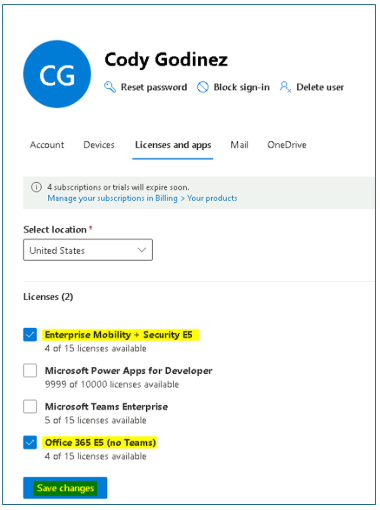 CG
Cody Godinez
Reset password Block sign-in Delete user
Account Devices Licenses and apps Mail OneDrive
4 subscriptions or trials will expire soon.
Manage your subscriptions in Billing > Your products
Select location *
United States
Licenses (2)
Enterprise Mobility + Security E5
4 of 15 licenses available
Microsoft Power Apps for Developer
9999 of 10000 licenses available
Microsoft Teams Enterprise
5 of 15 licenses available
Office 365 E5 (no Teams)
4 of 15 licenses available
Save changes